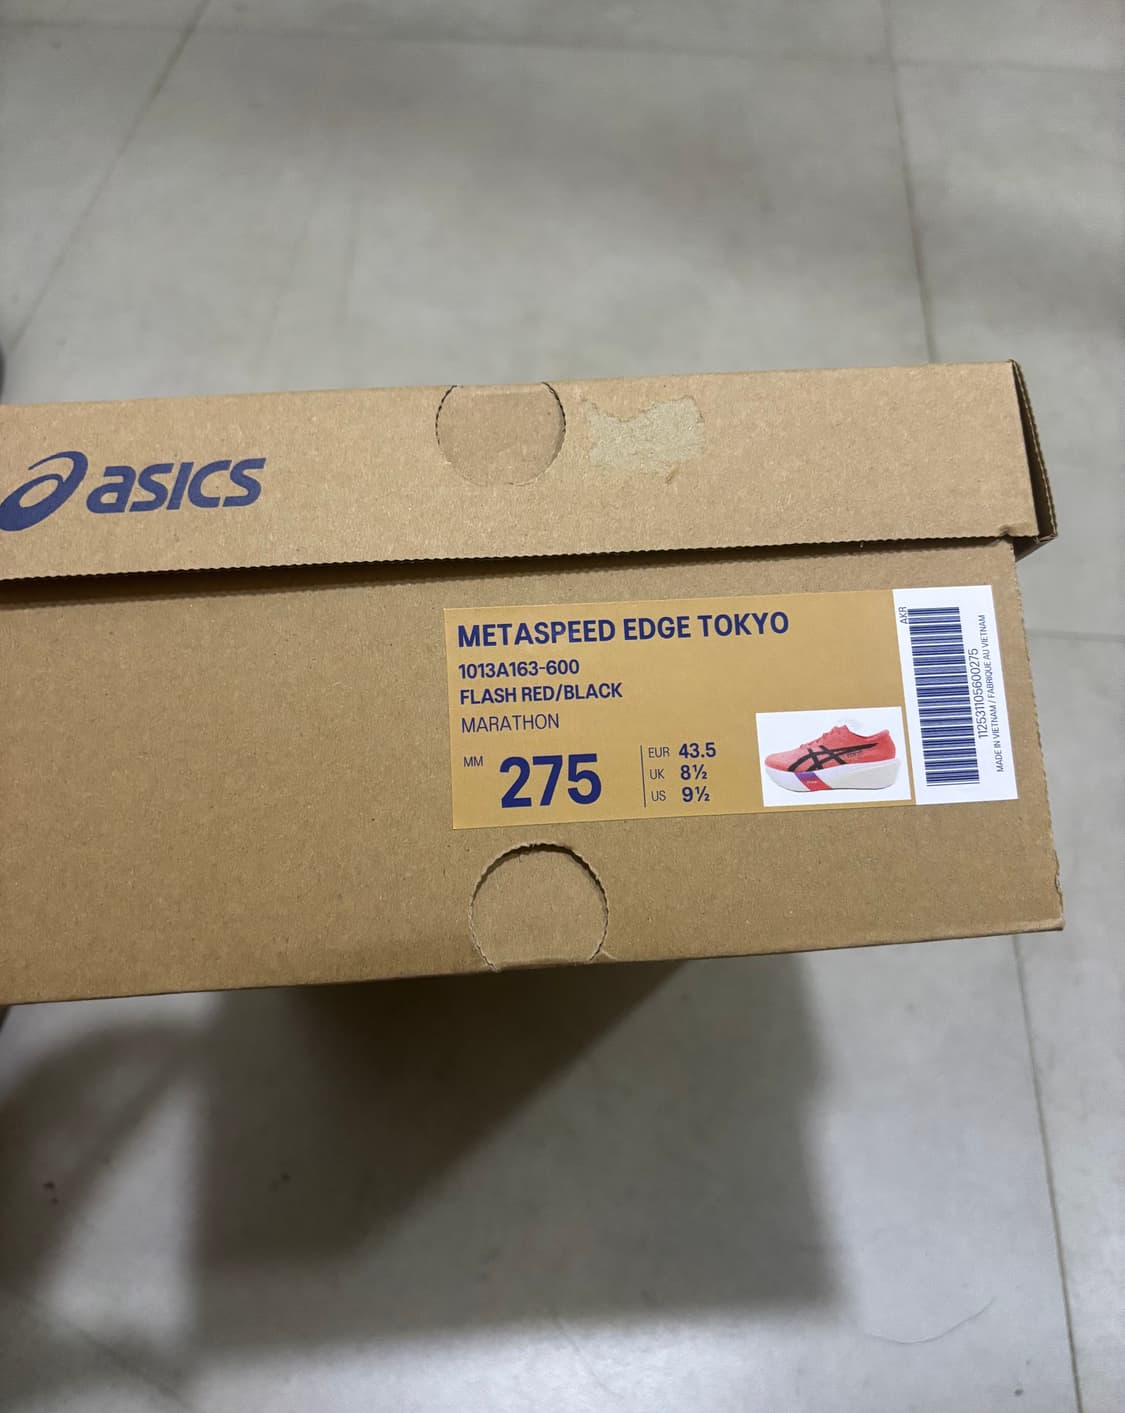 asics
METASPEED EDGE TOKYO
1013A163-600
FLASH RED/BLACK
MARATHON
MM 275
EUR 43.5
UK 8½
US 9½
AKR
112531105600275
MADE IN VIETNAM / FABRIQUE AU VIETNAM